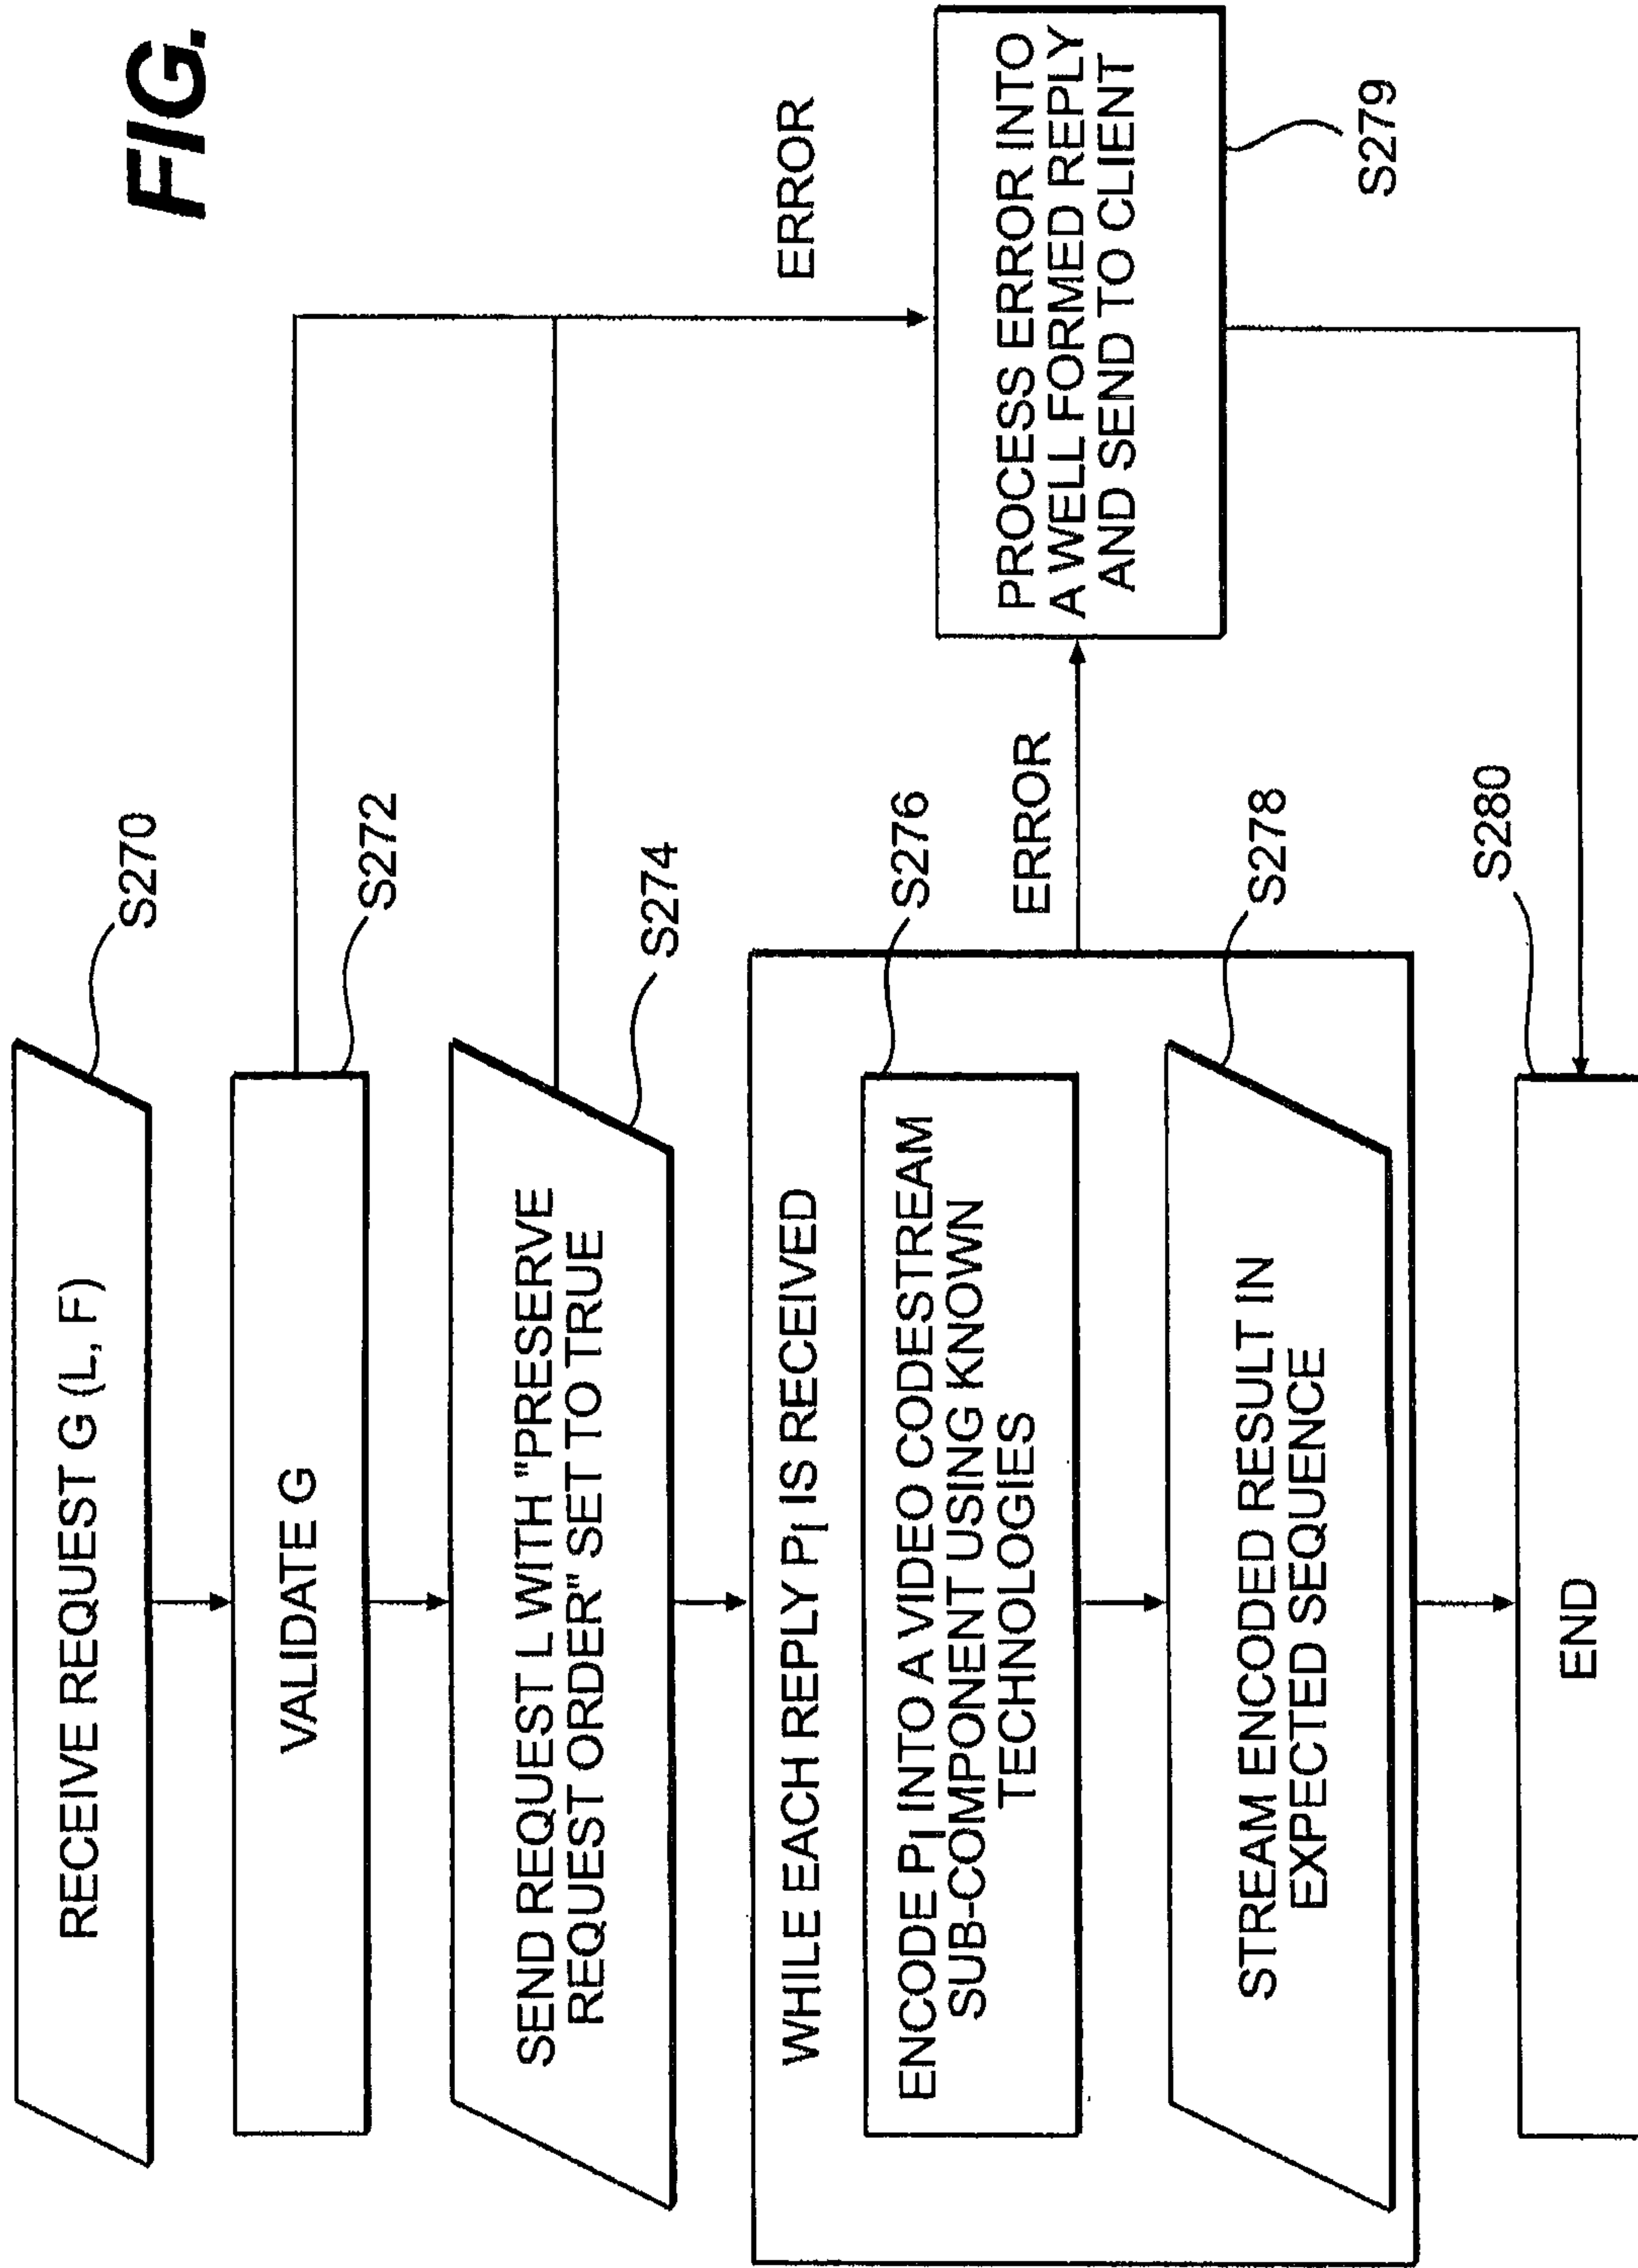 FIG.
RECEIVE REQUEST G (L, F)
S270
VALIDATE G
S272
SEND REQUEST L WITH "PRESERVE
REQUEST ORDER" SET TO TRUE
S274
ERROR
WHILE EACH REPLY PI IS RECEIVED
ENCODE PI INTO A VIDEO CODESTREAM
SUB-COMPONENT USING KNOWN
TECHNOLOGIES
S276
ERROR
PROCESS ERROR INTO
A WELL FORMED REPLY
AND SEND TO CLIENT
S279
STREAM ENCODED RESULT IN
EXPECTED SEQUENCE
S278
END
S280